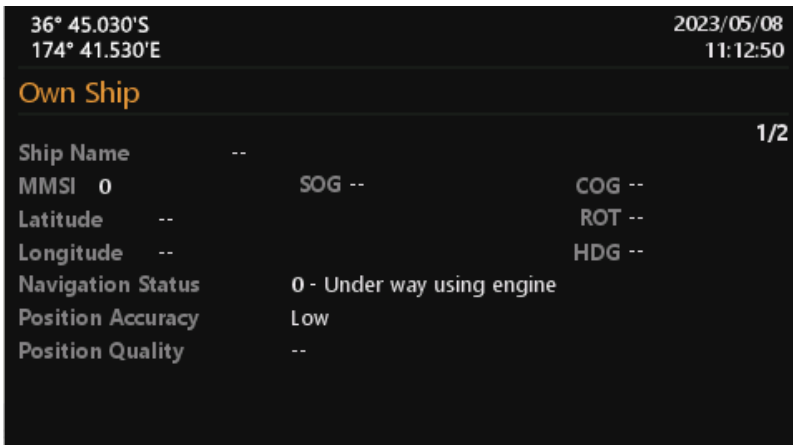 36° 45.030'S 2023/05/08
174° 41.530'E 11:12:50
Own Ship
1/2
Ship Name --
MMSI 0 SOG -- COG --
Latitude -- ROT --
Longitude -- HDG --
Navigation Status 0 - Under way using engine
Position Accuracy Low
Position Quality --